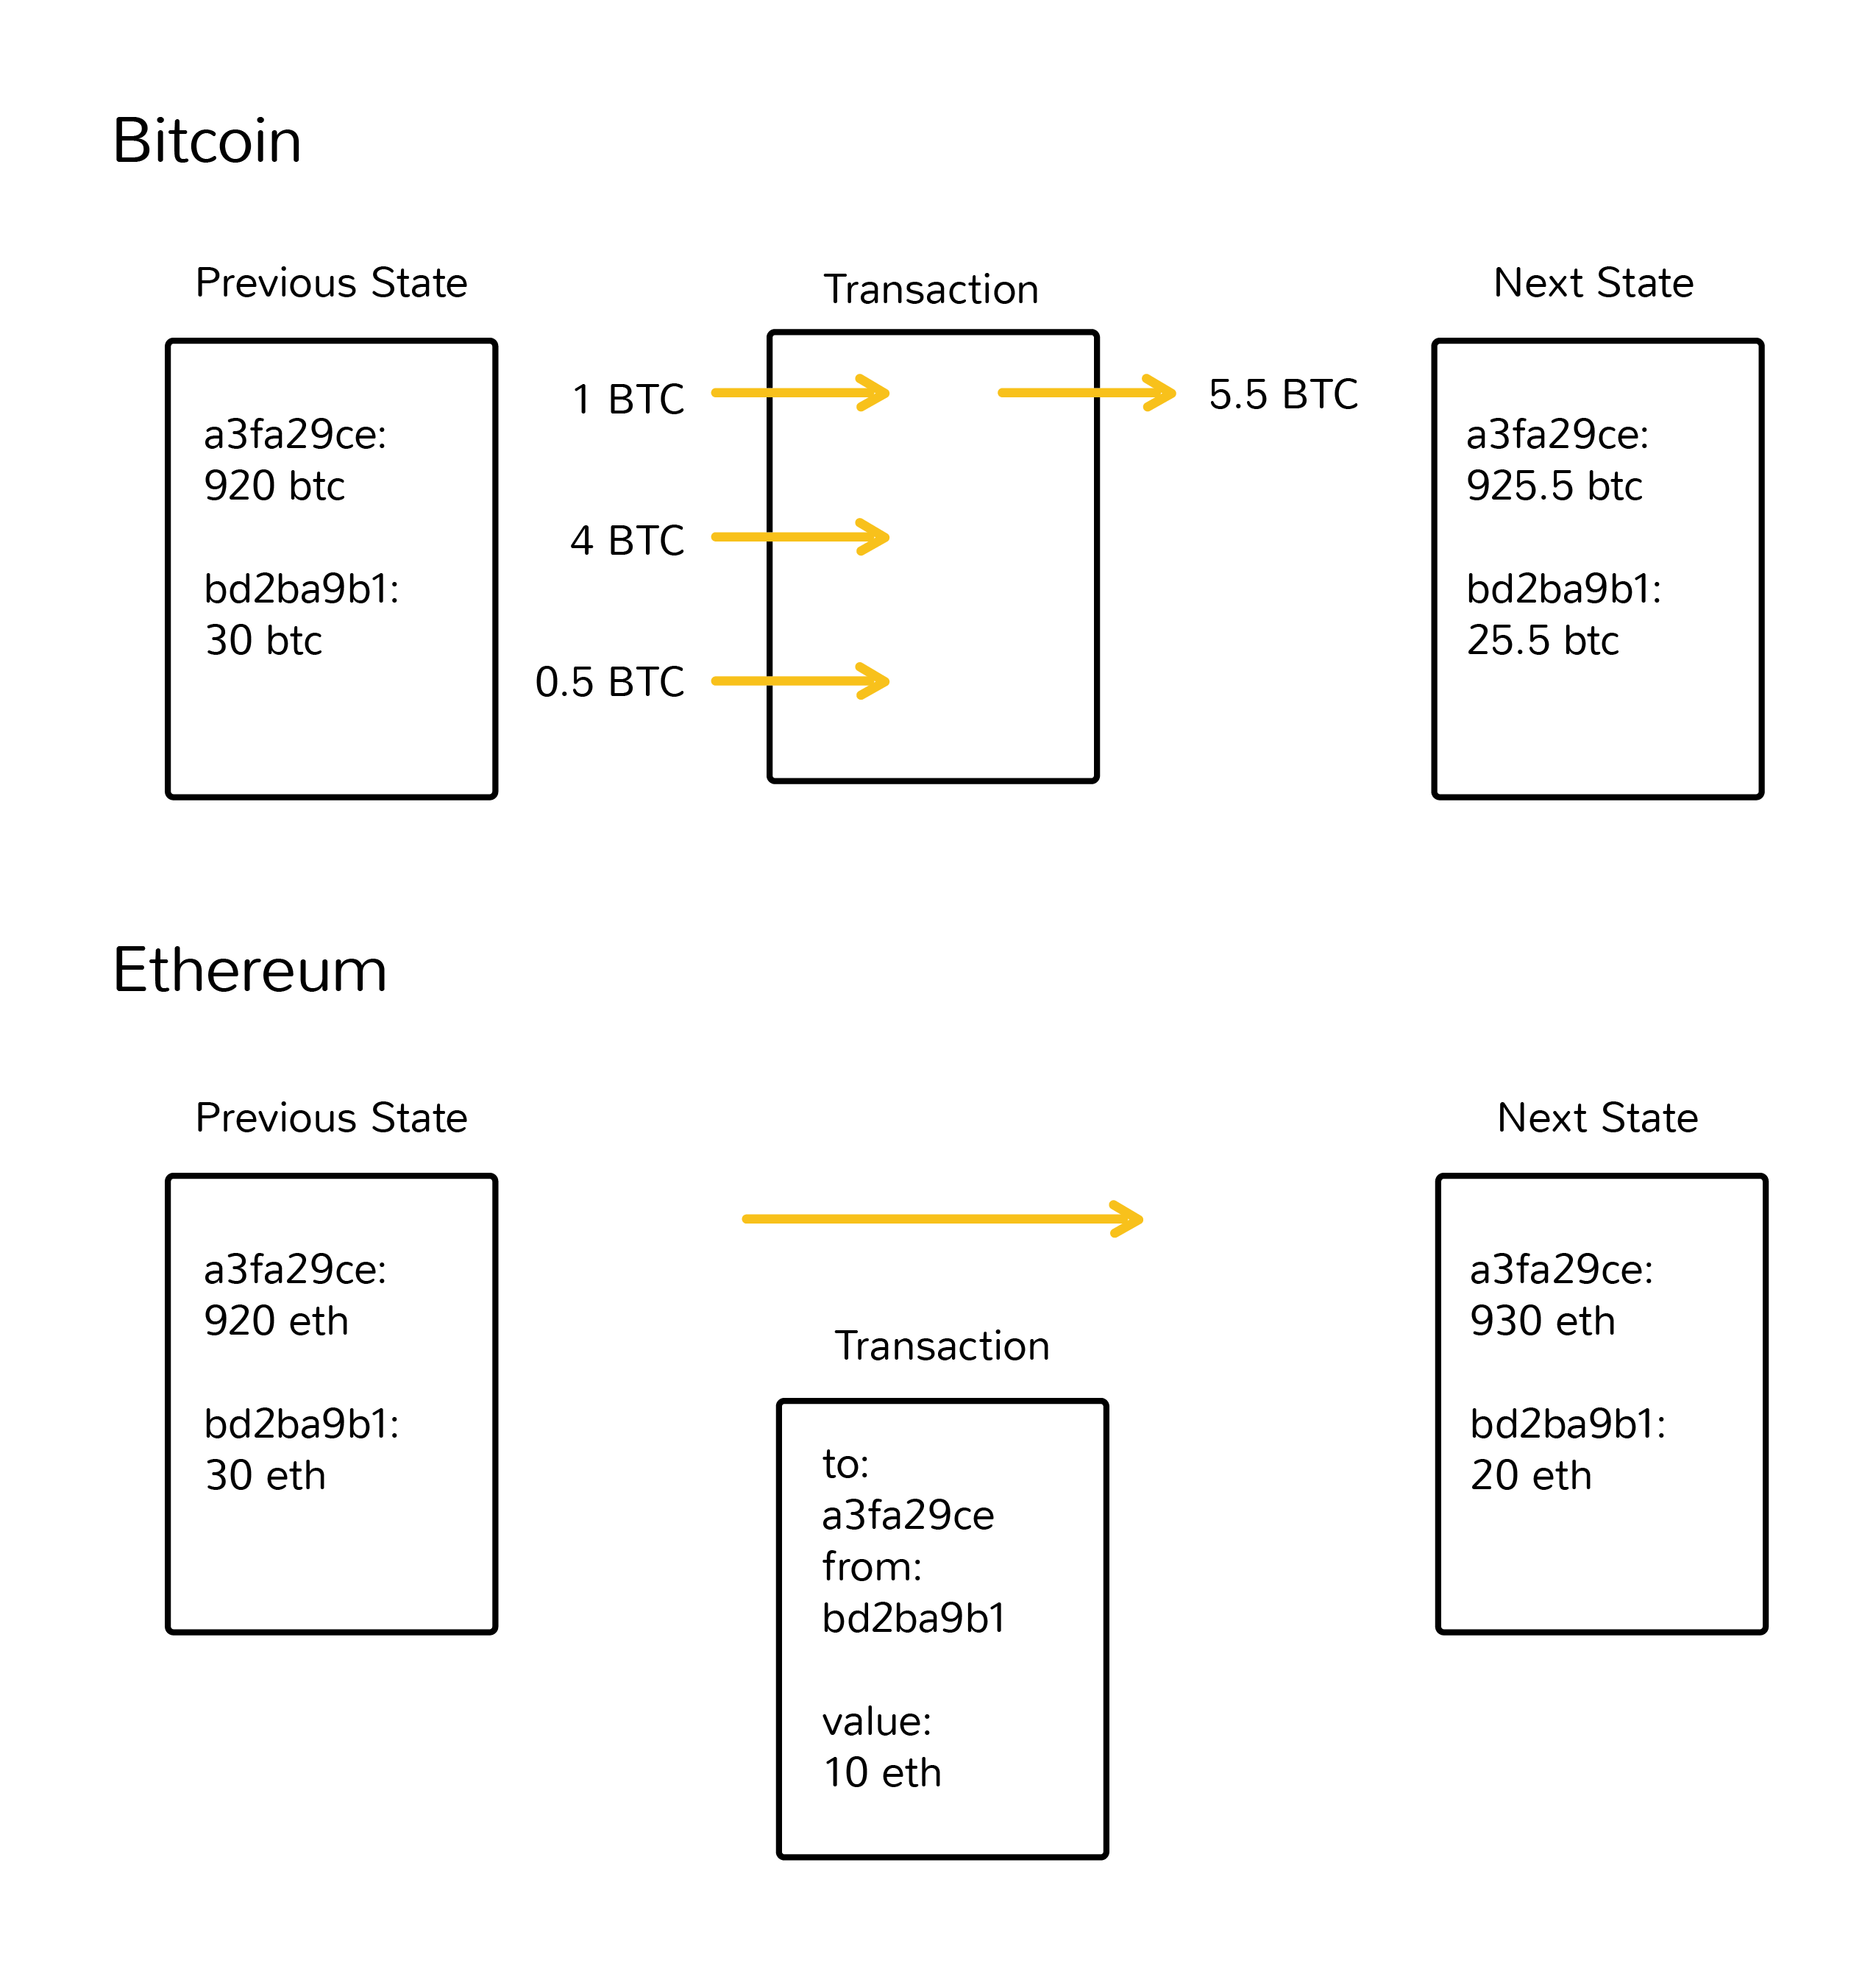 Bitcoin
Previous State
Transaction
Next State
a3fa29ce:
920 btc
bd2ba9b1:
30 btc
1 BTC
4 BTC
0.5 BTC
5.5 BTC
a3fa29ce:
925.5 btc
bd2ba9b1:
25.5 btc
Ethereum
Previous State
Next State
a3fa29ce:
920 eth
bd2ba9b1:
30 eth
Transaction
to:
a3fa29ce
from:
bd2ba9b1
value:
10 eth
a3fa29ce:
930 eth
bd2ba9b1:
20 eth